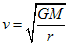 v = √(GM/r)